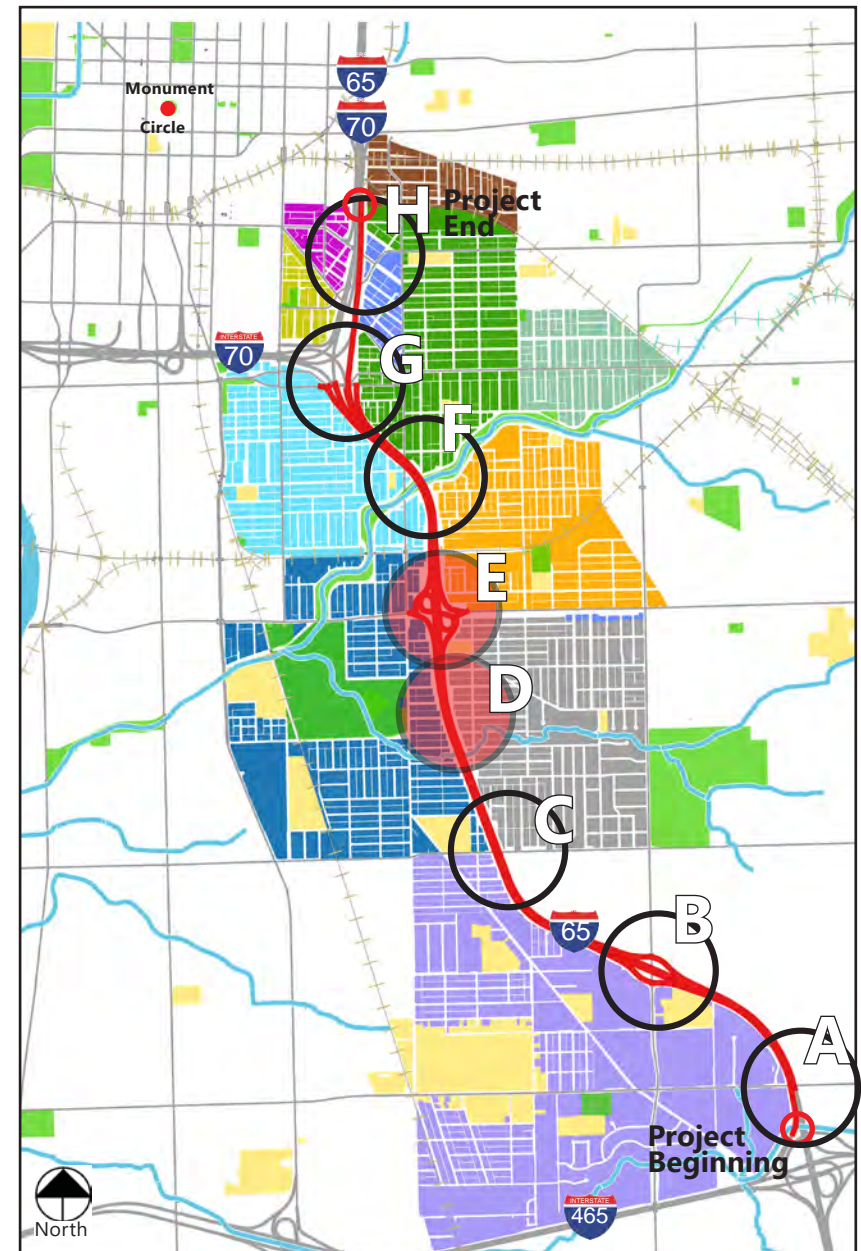 65
Monument
Circle
70
H
Project
End
INTERSTATE
70
G
F
E
D
C
B
65
A
Project
Beginning
INTERSTATE
465
North